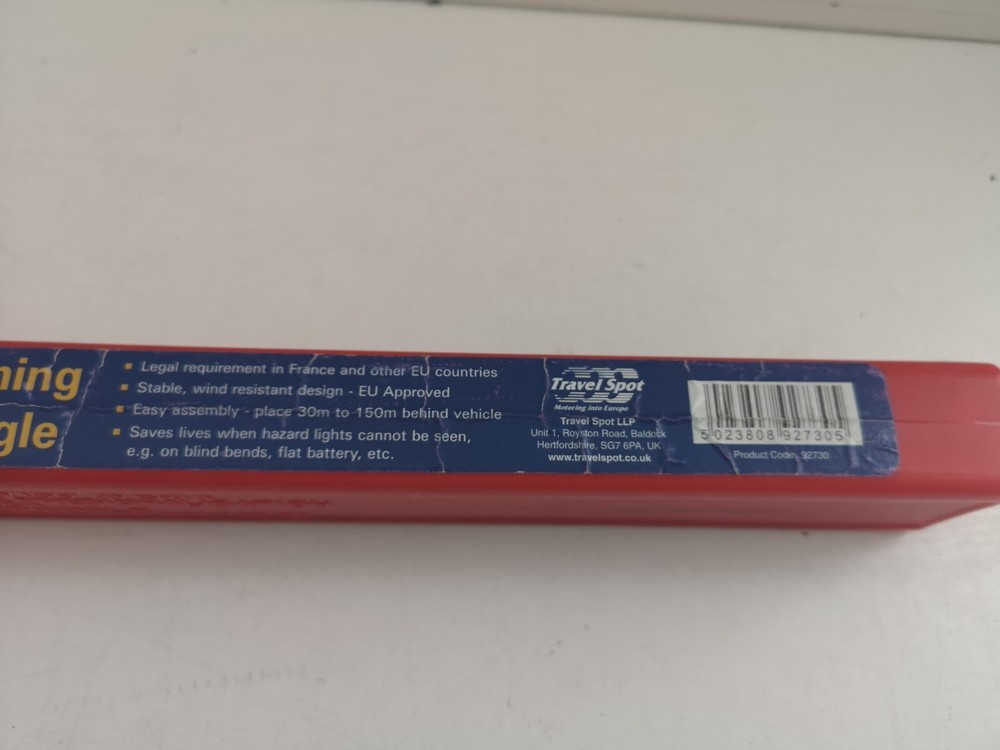 ning
gle
Legal requirement in France and other EU countries
Stable, wind resistant design - EU Approved
Easy assembly - place 30m to 150m behind vehicle
Saves lives when hazard lights cannot be seen,
e.g. on blind bends, flat battery, etc.
Travel Spot
Motoring into Europe
Travel Spot LLP
Unit 1, Royston Road, Baldock
Hertfordshire, SG7 6PA, UK
www.travelspot.co.uk
5 023808 927305
Product Code: 92730